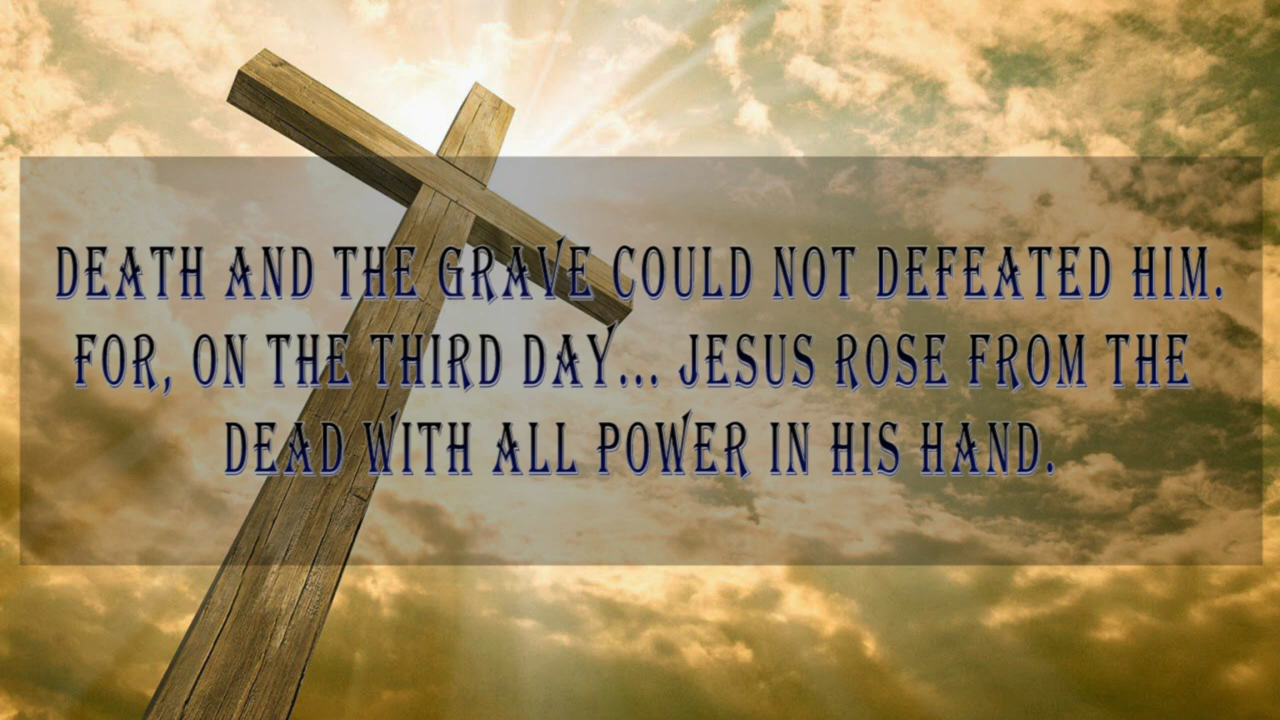 DEATH AND THE GRAVE COULD NOT DEFEATED HIM.
FOR, ON THE THIRD DAY... JESUS ROSE FROM THE
DEAD WITH ALL POWER IN HIS HAND.